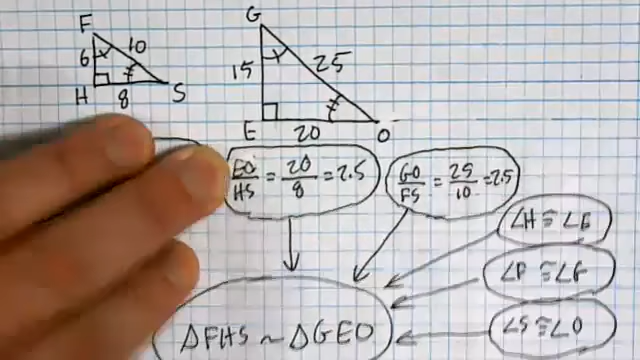 F
6
10
H
8
S
G
15
25
E
20
O
EO/HS = 20/8 = 2.5
GO/FS = 25/10 = 2.5
∠H ≅ ∠E
∠F ≅ ∠G
∠S ≅ ∠O
△FHS ~ △GEO